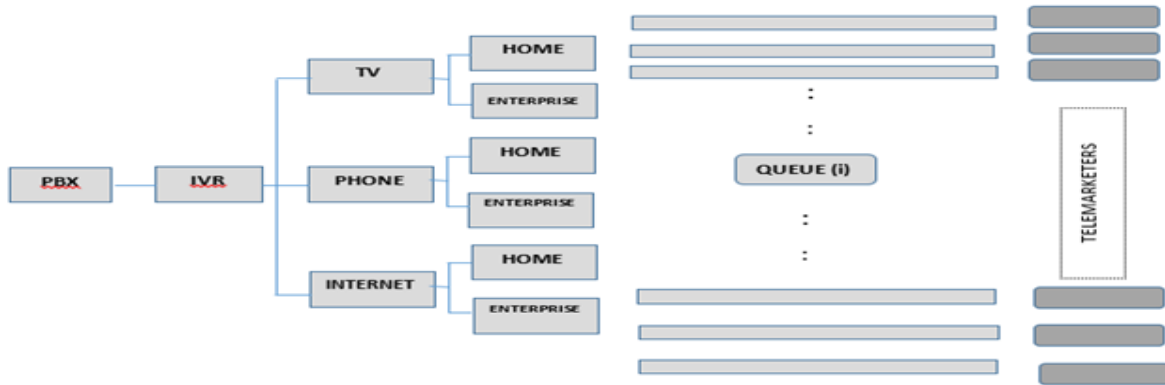 HOME
TV
ENTERPRISE
HOME
PBX
IVR
PHONE
QUEUE (i)
ENTERPRISE
TELEMARKETERS
HOME
INTERNET
ENTERPRISE